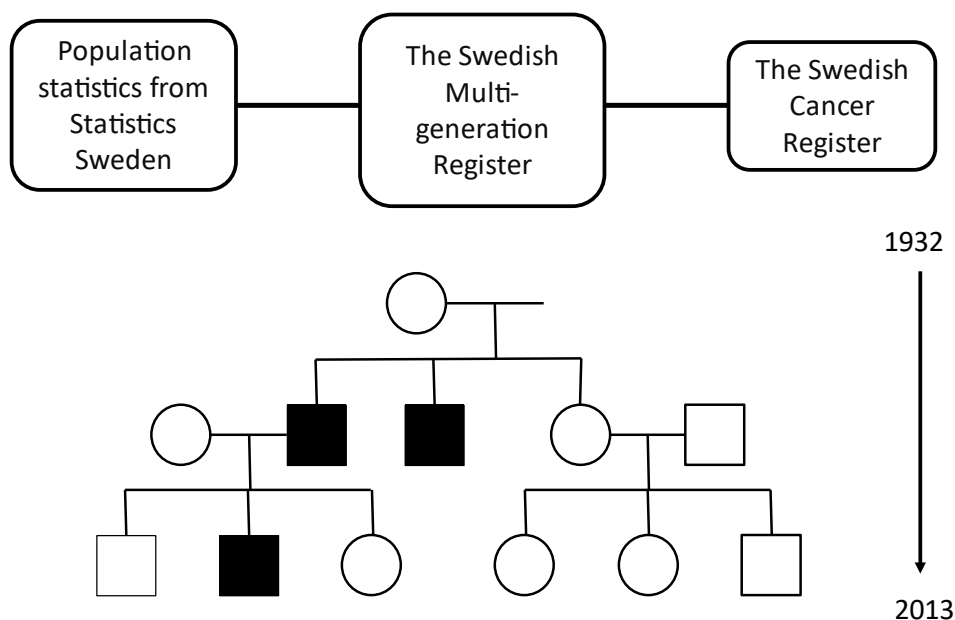 Population
statistics from
Statistics
Sweden
The Swedish
Multi-
generation
Register
The Swedish
Cancer
Register
1932
2013